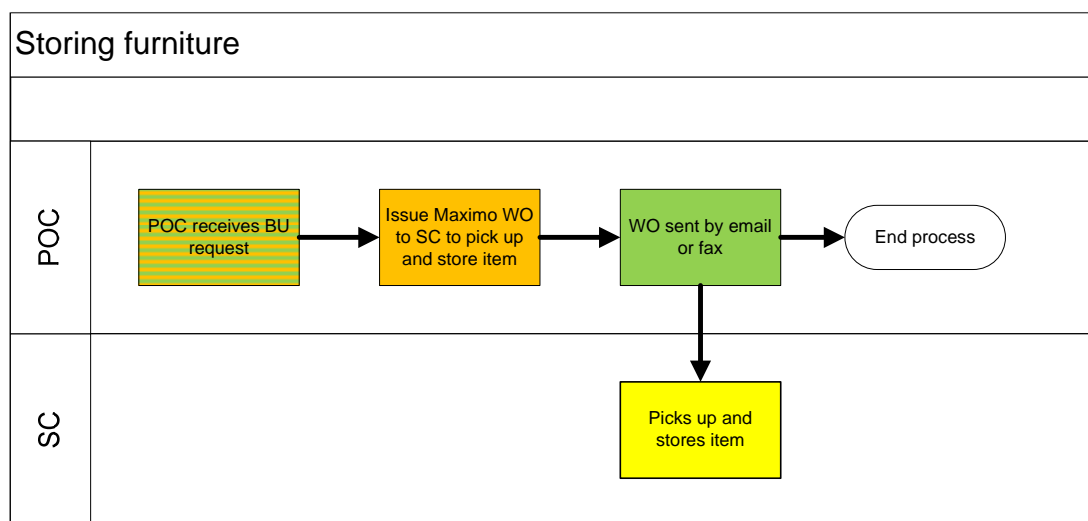 Storing furniture
POC
POC receives BU
request
Issue Maximo WO
to SC to pick up
and store item
WO sent by email
or fax
End process
SC
Picks up and
stores item